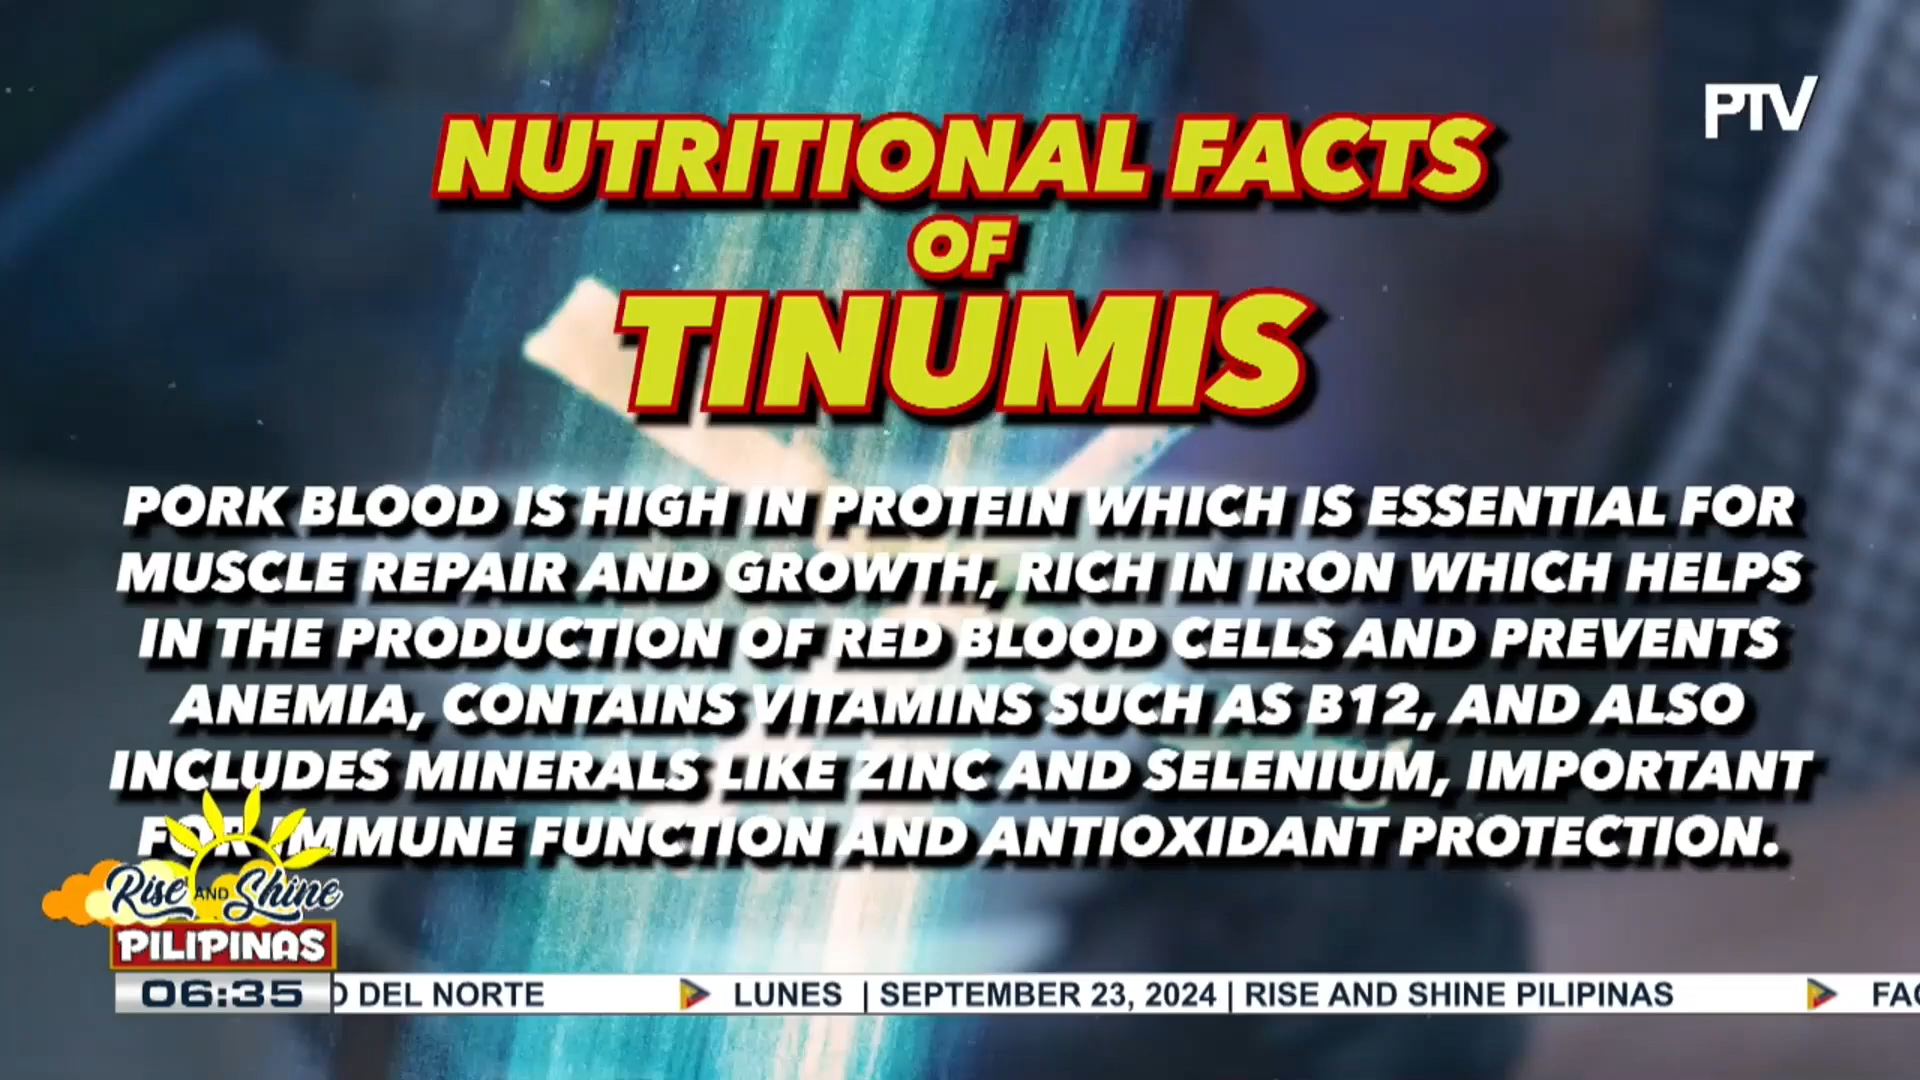 PTV
NUTRITIONAL FACTS
OF
TINUMIS
PORK BLOOD IS HIGH IN PROTEIN WHICH IS ESSENTIAL FOR
MUSCLE REPAIR AND GROWTH, RICH IN IRON WHICH HELPS
IN THE PRODUCTION OF RED BLOOD CELLS AND PREVENTS
ANEMIA, CONTAINS VITAMINS SUCH AS B12, AND ALSO
INCLUDES MINERALS LIKE ZINC AND SELENIUM, IMPORTANT
FOR IMMUNE FUNCTION AND ANTIOXIDANT PROTECTION.
Rise AND Shine
PILIPINAS
06:35 DEL NORTE LUNES | SEPTEMBER 23, 2024 | RISE AND SHINE PILIPINAS